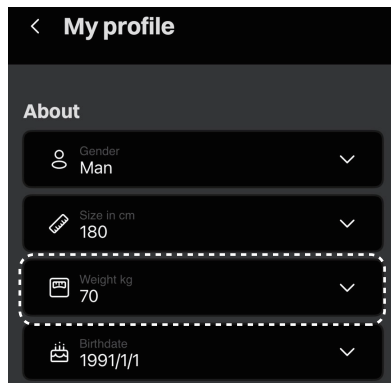 My profile
About
Gender
Man
Size in cm
180
Weight kg
70
Birthdate
1991/1/1